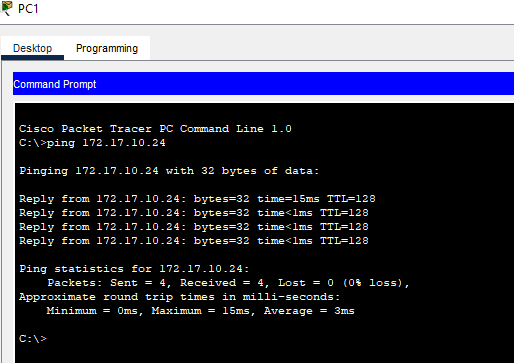 PC1
Desktop Programming
Command Prompt
Cisco Packet Tracer PC Command Line 1.0
C:\>ping 172.17.10.24
Pinging 172.17.10.24 with 32 bytes of data:
Reply from 172.17.10.24: bytes=32 time=15ms TTL=128
Reply from 172.17.10.24: bytes=32 time<1ms TTL=128
Reply from 172.17.10.24: bytes=32 time<1ms TTL=128
Reply from 172.17.10.24: bytes=32 time<1ms TTL=128
Ping statistics for 172.17.10.24:
Packets: Sent = 4, Received = 4, Lost = 0 (0% loss),
Approximate round trip times in milli-seconds:
Minimum = 0ms, Maximum = 15ms, Average = 3ms
C:\>